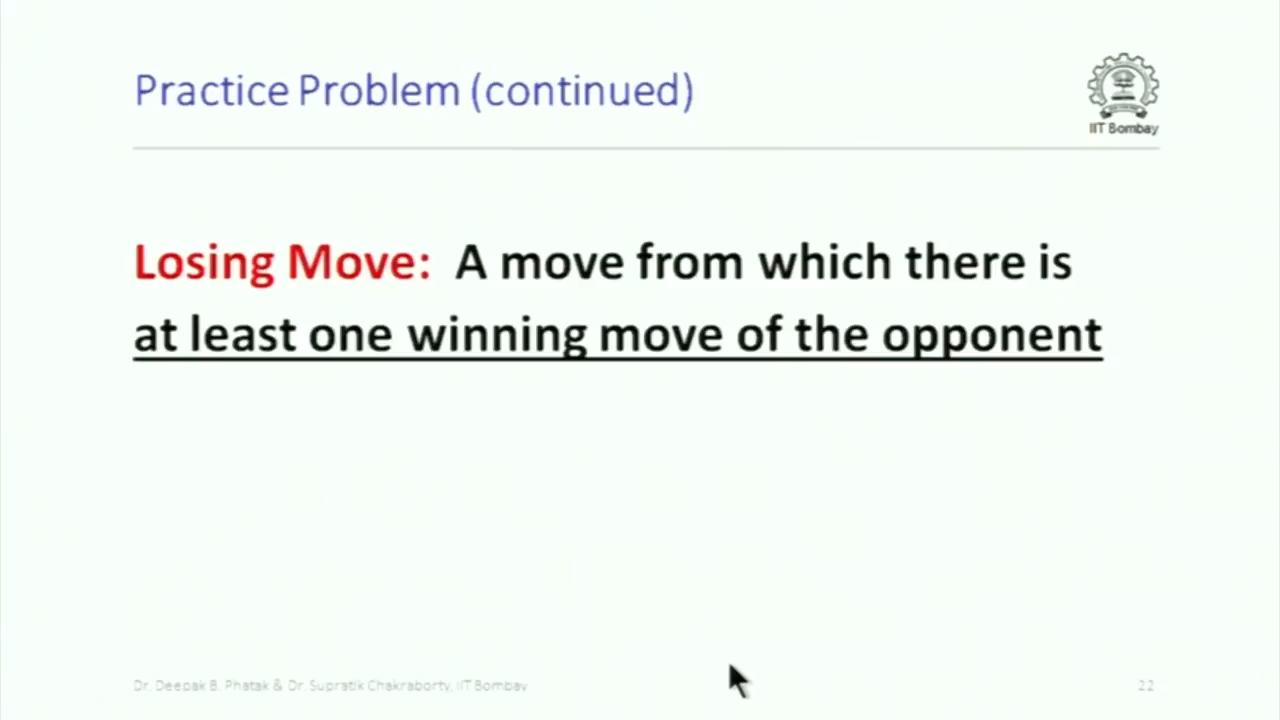 Practice Problem (continued)
IIT Bombay
Losing Move: A move from which there is
at least one winning move of the opponent
Dr. Deepak B. Phatak & Dr. Supratik Chakraborty, IIT Bombay
22